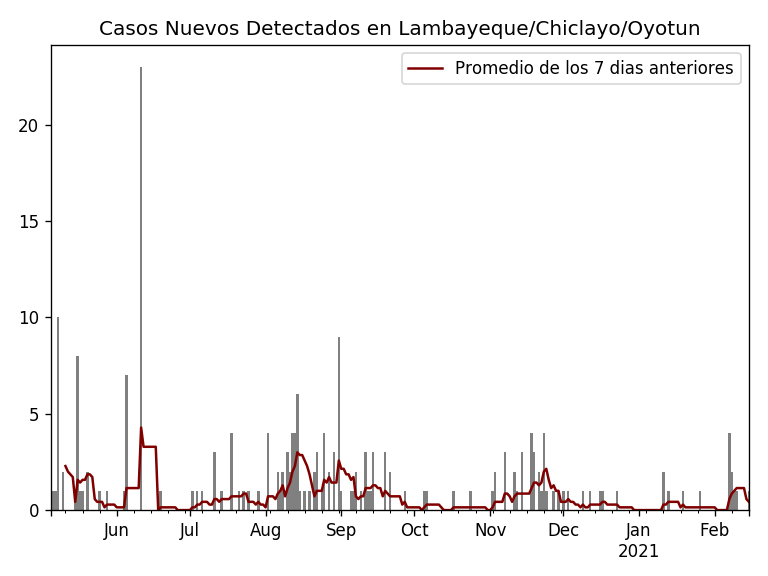 Casos Nuevos Detectados en Lambayeque/Chiclayo/Oyotun
Promedio de los 7 dias anteriores
20
15
10
5
0
Jun Jul Aug Sep Oct Nov Dec Jan Feb
2021